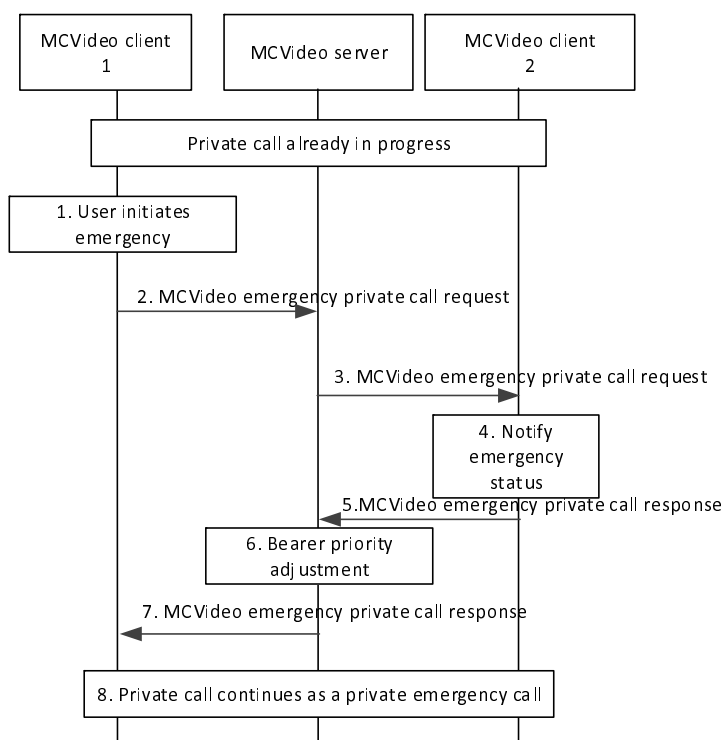 MCVideo client
1
MCVideo server
MCVideo client
2
Private call already in progress
1. User initiates
emergency
2. MCVideo emergency private call request
3. MCVideo emergency private call request
4. Notify
emergency
status
5.MCVideo emergency private call response
6. Bearer priority
adjustment
7. MCVideo emergency private call response
8. Private call continues as a private emergency call